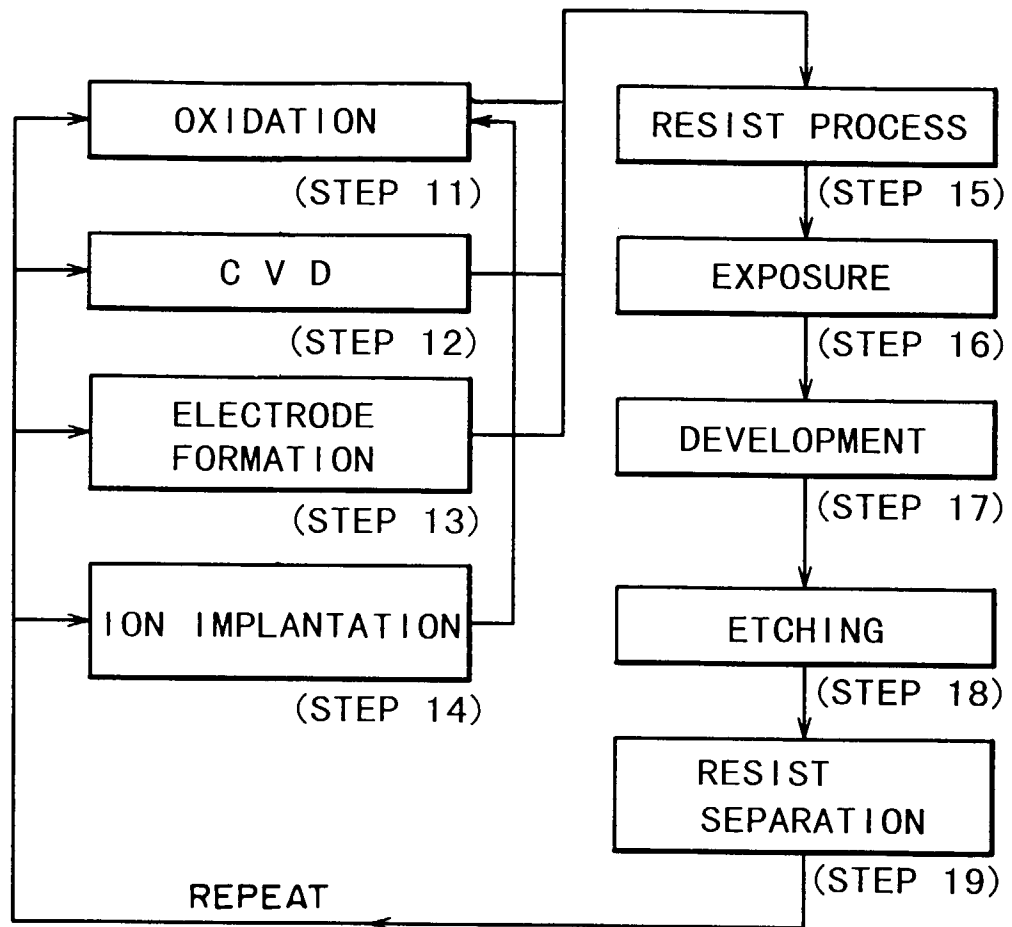 OXIDATION
(STEP 11)
CVD
(STEP 12)
ELECTRODE
FORMATION
(STEP 13)
ION IMPLANTATION
(STEP 14)
RESIST PROCESS
(STEP 15)
EXPOSURE
(STEP 16)
DEVELOPMENT
(STEP 17)
ETCHING
(STEP 18)
RESIST
SEPARATION
(STEP 19)
REPEAT